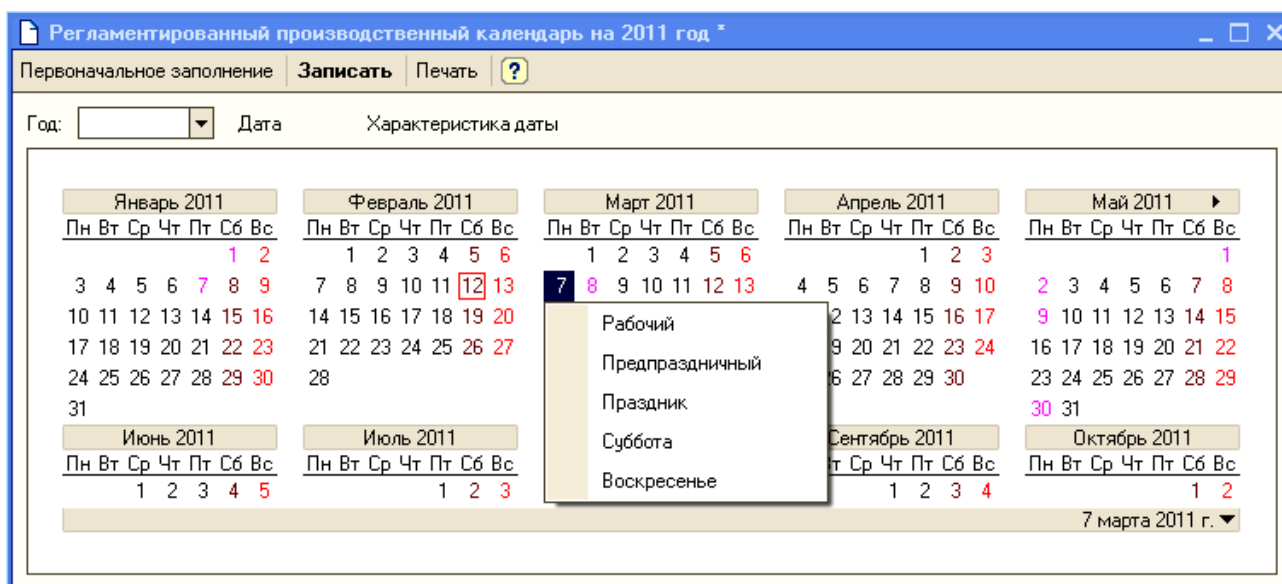 Регламентированный производственный календарь на 2011 год *
Первоначальное заполнение Записать Печать ?
Год: Дата Характеристика даты
Январь 2011 Февраль 2011 Март 2011 Апрель 2011 Май 2011
Пн Вт Ср Чт Пт Сб Вс Пн Вт Ср Чт Пт Сб Вс Пн Вт Ср Чт Пт Сб Вс Пн Вт Ср Чт Пт Сб Вс Пн Вт Ср Чт Пт Сб Вс
1 2 1 2 3 4 5 6 1 2 3 4 5 6 1 2 3 1
3 4 5 6 7 8 9 7 8 9 10 11 12 13 7 8 9 10 11 12 13 4 5 6 7 8 9 10 2 3 4 5 6 7 8
10 11 12 13 14 15 16 14 15 16 17 18 19 20 Рабочий 2 13 14 15 16 17 9 10 11 12 13 14 15
17 18 19 20 21 22 23 21 22 23 24 25 26 27 Предпраздничный 9 20 21 22 23 24 16 17 18 19 20 21 22
24 25 26 27 28 29 30 28 Праздник 6 27 28 29 30 23 24 25 26 27 28 29
31 30 31
Июнь 2011 Июль 2011 Суббота Сентябрь 2011 Октябрь 2011
Пн Вт Ср Чт Пт Сб Вс Пн Вт Ср Чт Пт Сб Вс т Ср Чт Пт Сб Вс Пн Вт Ср Чт Пт Сб Вс
1 2 3 4 5 1 2 3 Воскресенье 1 2 3 4 1 2
7 марта 2011 г.